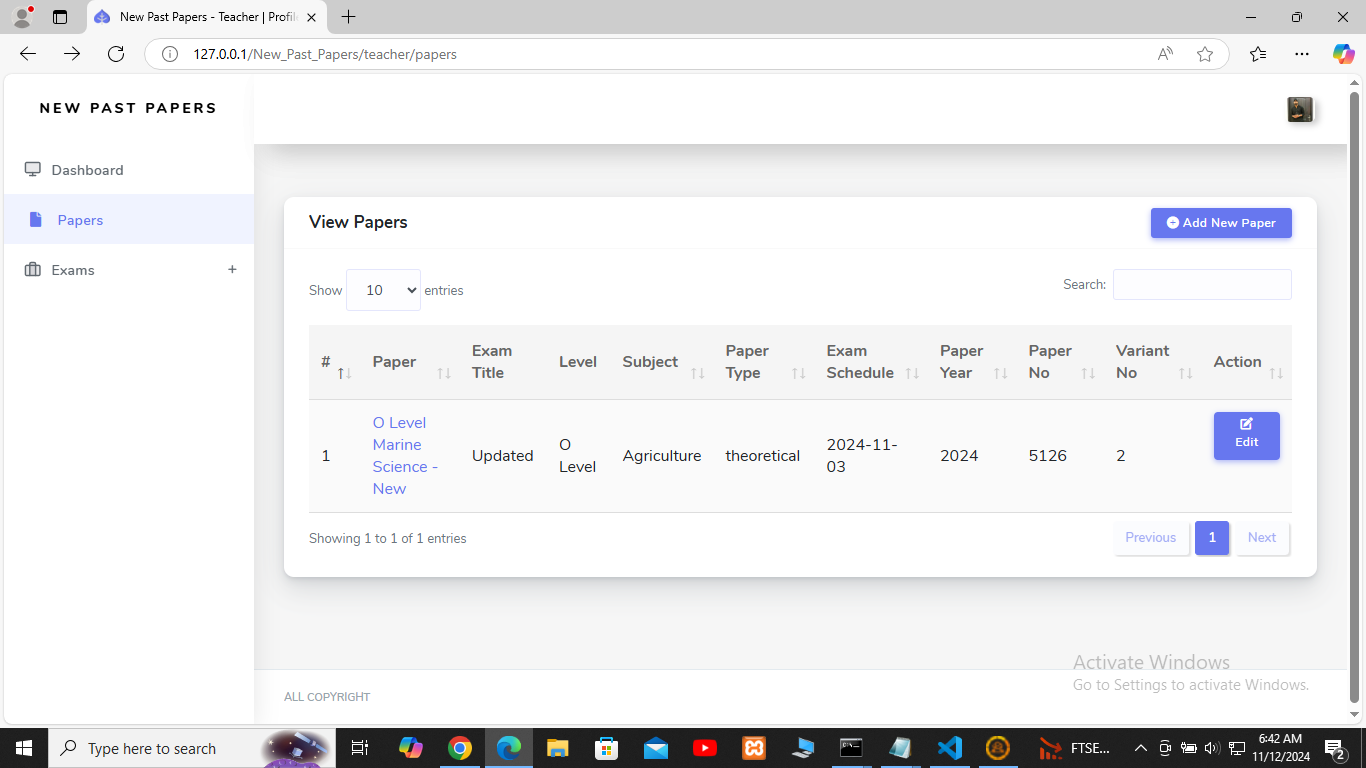 New Past Papers - Teacher | Profil
127.0.0.1/New_Past_Papers/teacher/papers
NEW PAST PAPERS
Dashboard
Papers
Exams +
View Papers
Add New Paper
Show 10 entries
Search:
# Paper Exam Title Level Subject Paper Type Exam Schedule Paper Year Paper No Variant No Action
1 O Level Marine Science - New Updated O Level Agriculture theoretical 2024-11-03 2024 5126 2 Edit
Showing 1 to 1 of 1 entries
Previous 1 Next
Activate Windows
Go to Settings to activate Windows.
ALL COPYRIGHT
Type here to search
FTSE...
6:42 AM
11/12/2024
2